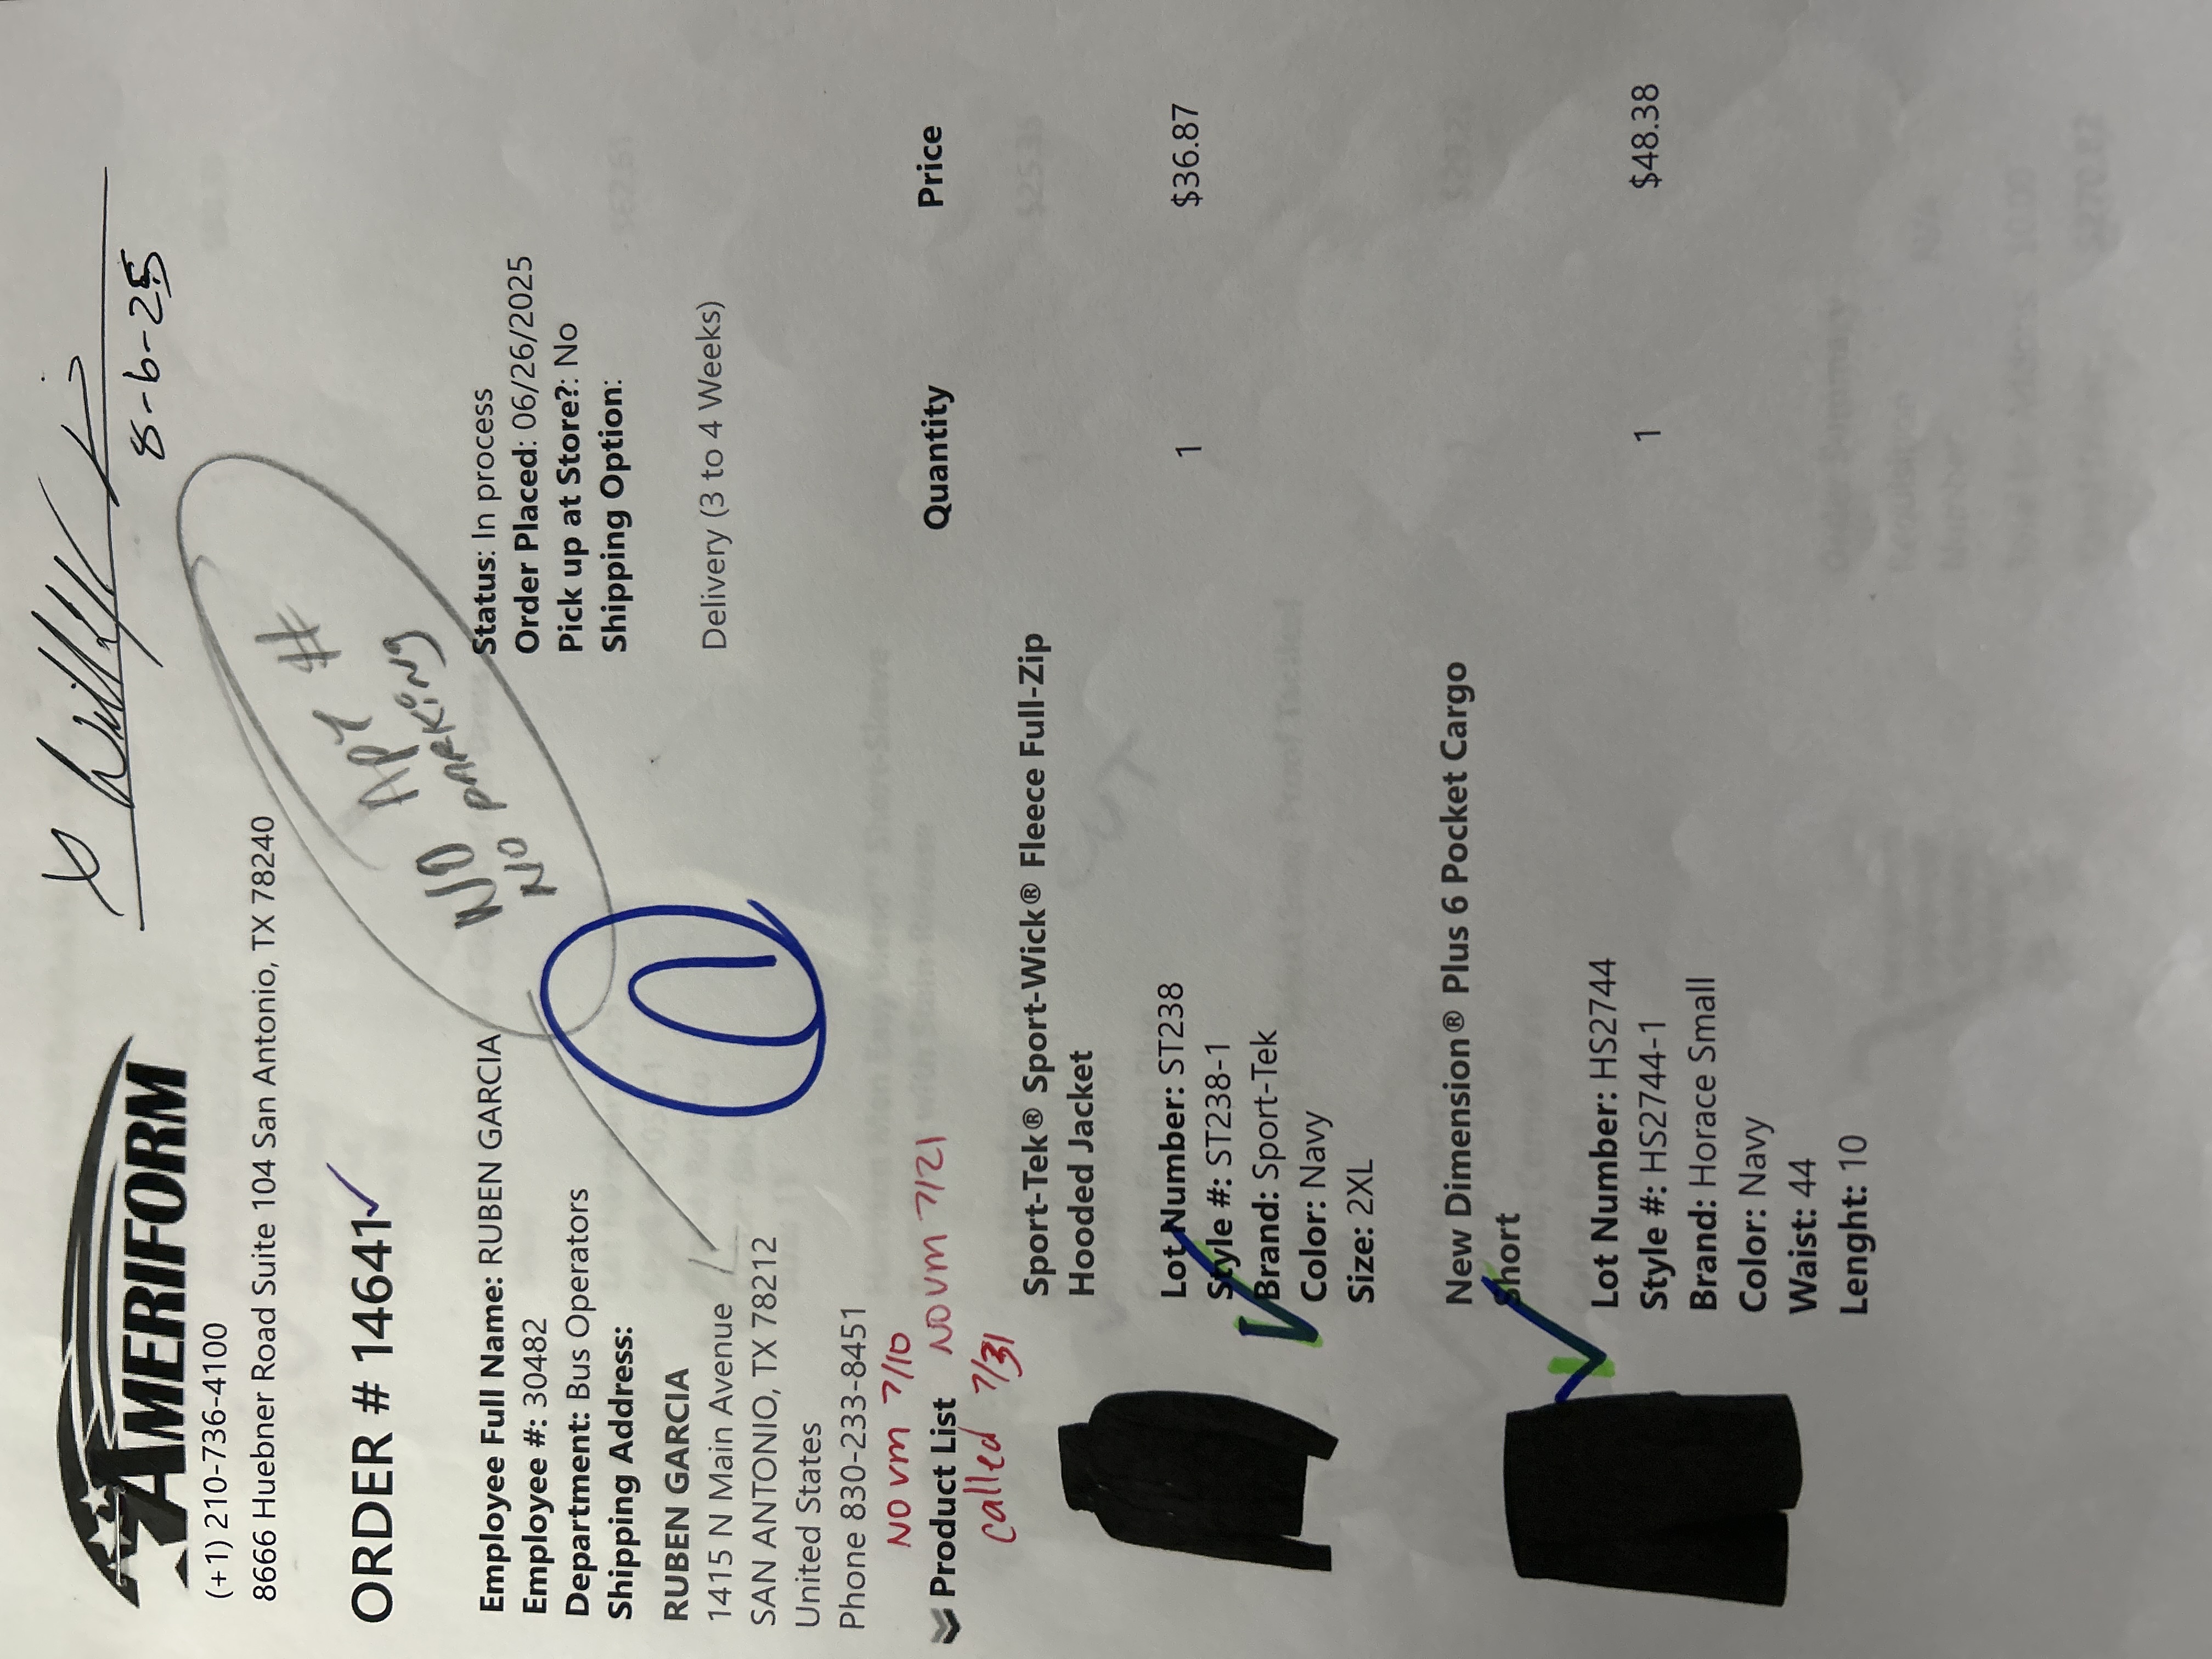 8-6-25
AMERIFORM
(+1) 210-736-4100
8666 Huebner Road Suite 104 San Antonio, TX 78240
ORDER # 14641
NO APT #
NO PARKING
Employee Full Name: RUBEN GARCIA
Employee #: 30482
Department: Bus Operators
Shipping Address:
RUBEN GARCIA
1415 N Main Avenue
SAN ANTONIO, TX 78212
United States
Phone 830-233-8451
Status: In process
Order Placed: 06/26/2025
Pick up at Store?: No
Shipping Option:
Delivery (3 to 4 Weeks)
NO vm 7/10
NO vm 7/21
called 7/31
Product List Quantity Price
Sport-Tek® Sport-Wick® Fleece Full-Zip
Hooded Jacket
Lot Number: ST238 1 $36.87
Style #: ST238-1
Brand: Sport-Tek
Color: Navy
Size: 2XL
New Dimension® Plus 6 Pocket Cargo
Short
Lot Number: HS2744 1 $48.38
Style #: HS2744-1
Brand: Horace Small
Color: Navy
Waist: 44
Lenght: 10